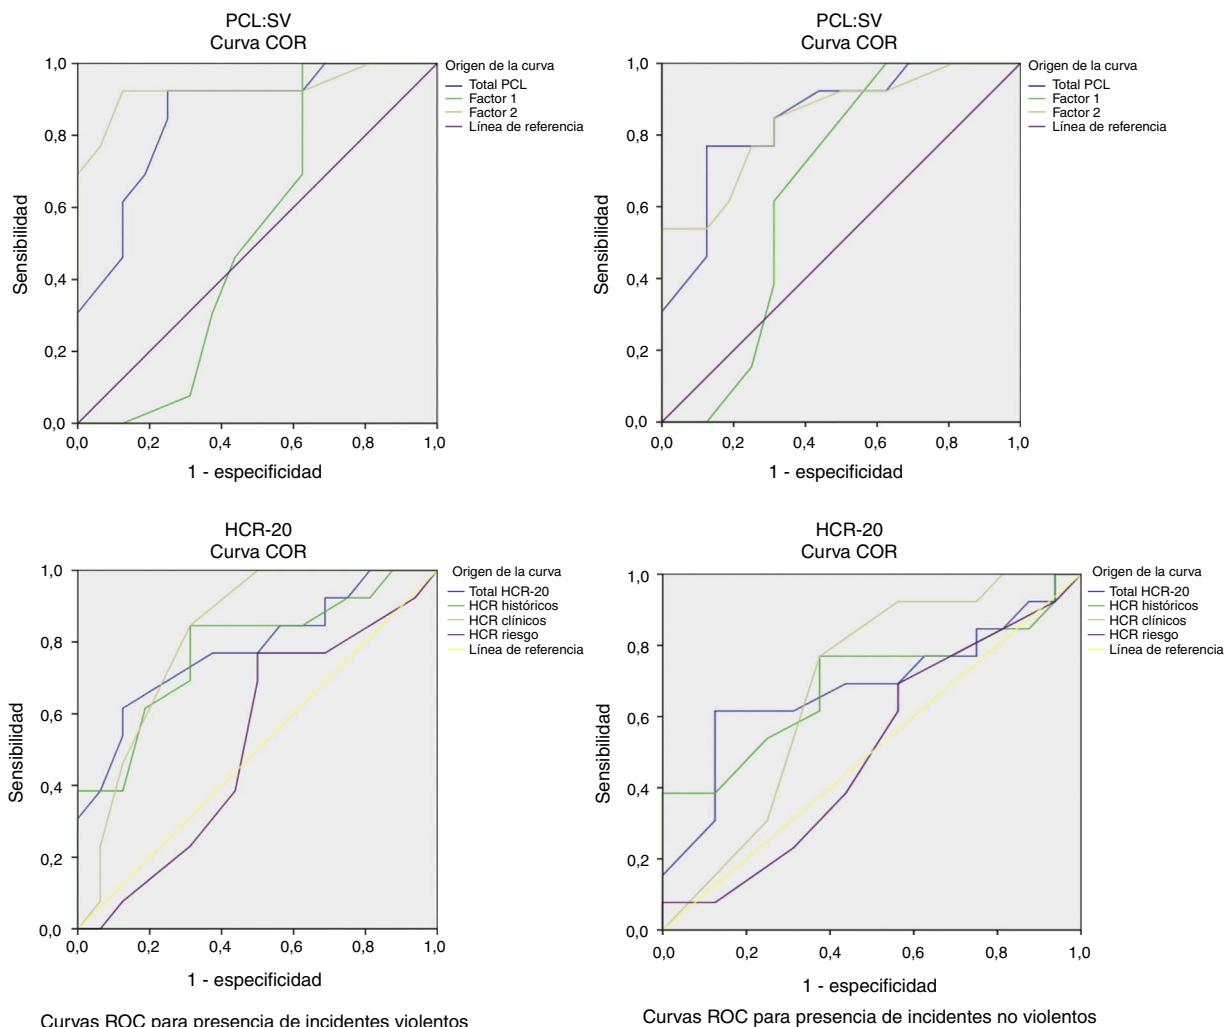 PCL:SV
Curva COR
1,0
0,8
0,6
0,4
0,2
0,0
Sensibilidad
0,0 0,2 0,4 0,6 0,8 1,0
1 - especificidad
Origen de la curva
Total PCL
Factor 1
Factor 2
Línea de referencia
PCL:SV
Curva COR
1,0
0,8
0,6
0,4
0,2
0,0
Sensibilidad
0,0 0,2 0,4 0,6 0,8 1,0
1 - especificidad
Origen de la curva
Total PCL
Factor 1
Factor 2
Línea de referencia
HCR-20
Curva COR
1,0
0,8
0,6
0,4
0,2
0,0
Sensibilidad
0,0 0,2 0,4 0,6 0,8 1,0
1 - especificidad
Origen de la curva
Total HCR-20
HCR históricos
HCR clínicos
HCR riesgo
Línea de referencia
Curvas ROC para presencia de incidentes violentos
HCR-20
Curva COR
1,0
0,8
0,6
0,4
0,2
0,0
Sensibilidad
0,0 0,2 0,4 0,6 0,8 1,0
1 - especificidad
Origen de la curva
Total HCR-20
HCR históricos
HCR clínicos
HCR riesgo
Línea de referencia
Curvas ROC para presencia de incidentes no violentos